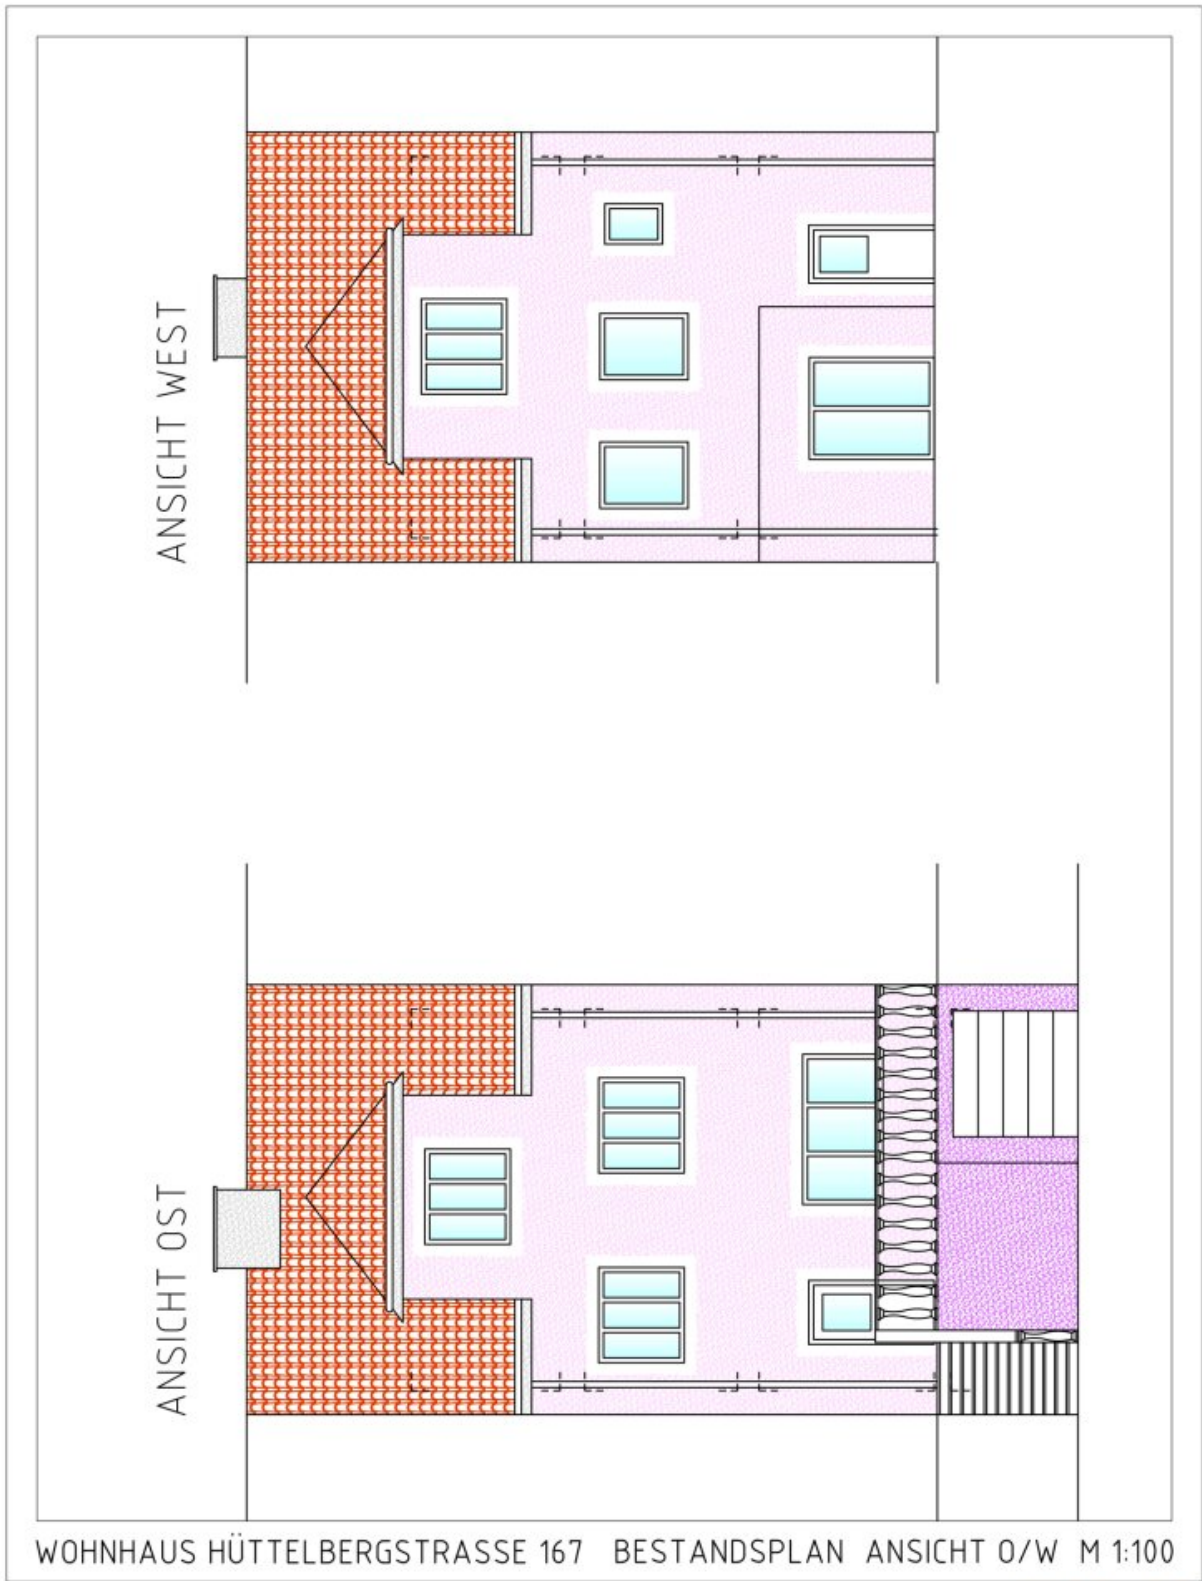 ANSICHT WEST
ANSICHT OST
WOHNHAUS HÜTTELBERGSTRASSE 167 BESTANDSPLAN ANSICHT O/W M 1:100